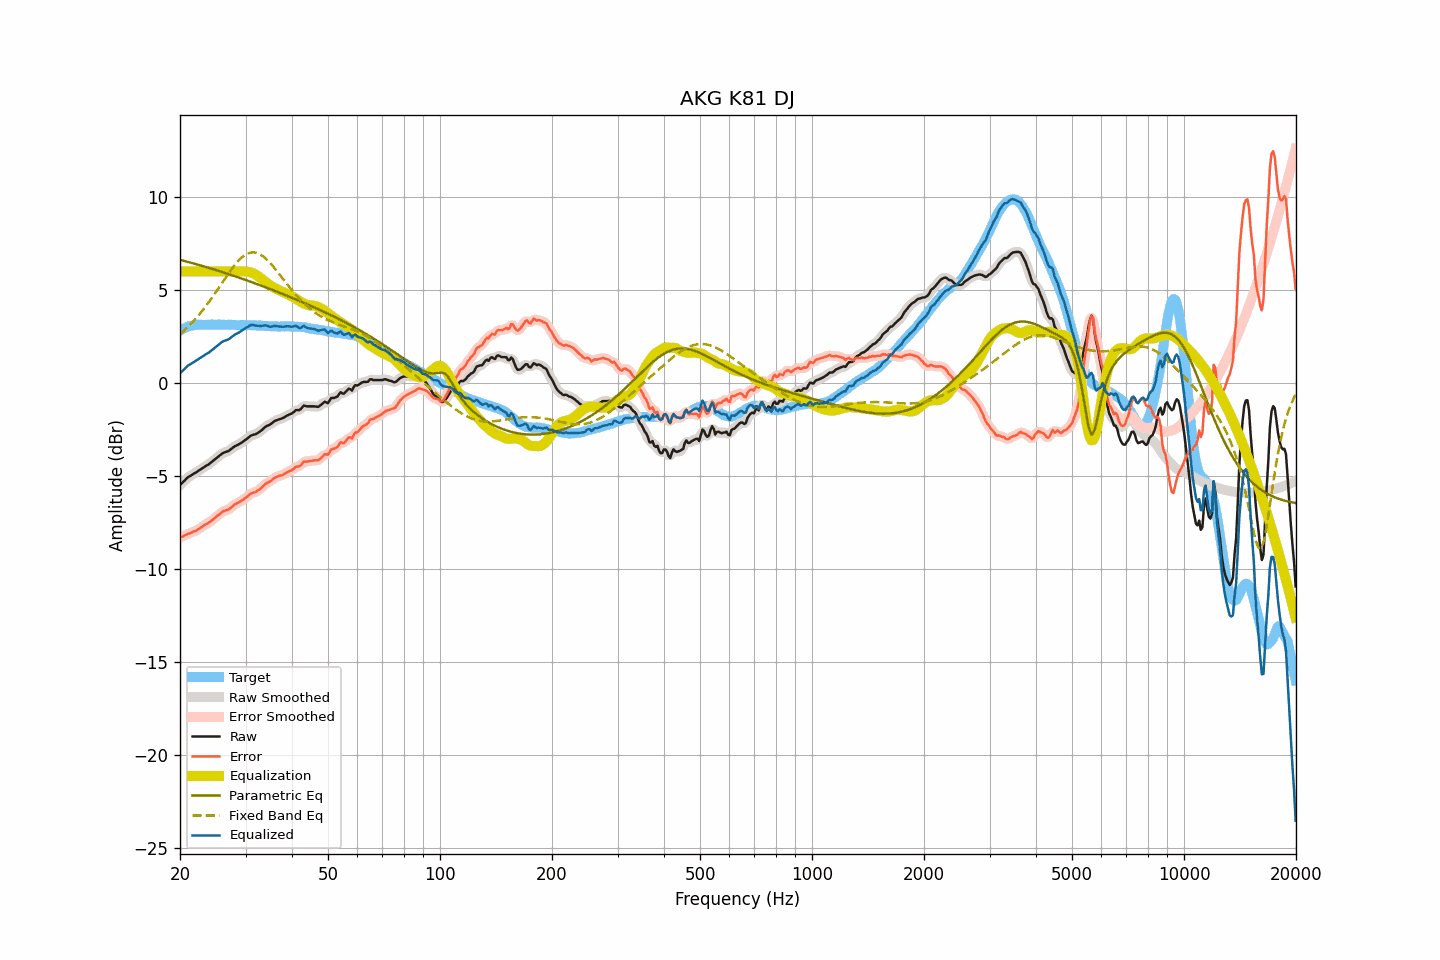 AKG K81 DJ
Amplitude (dBr)
10
5
0
−5
−10
−15
−20
−25
Target
Raw Smoothed
Error Smoothed
Raw
Error
Equalization
Parametric Eq
Fixed Band Eq
Equalized
20 50 100 200 500 1000 2000 5000 10000 20000
Frequency (Hz)